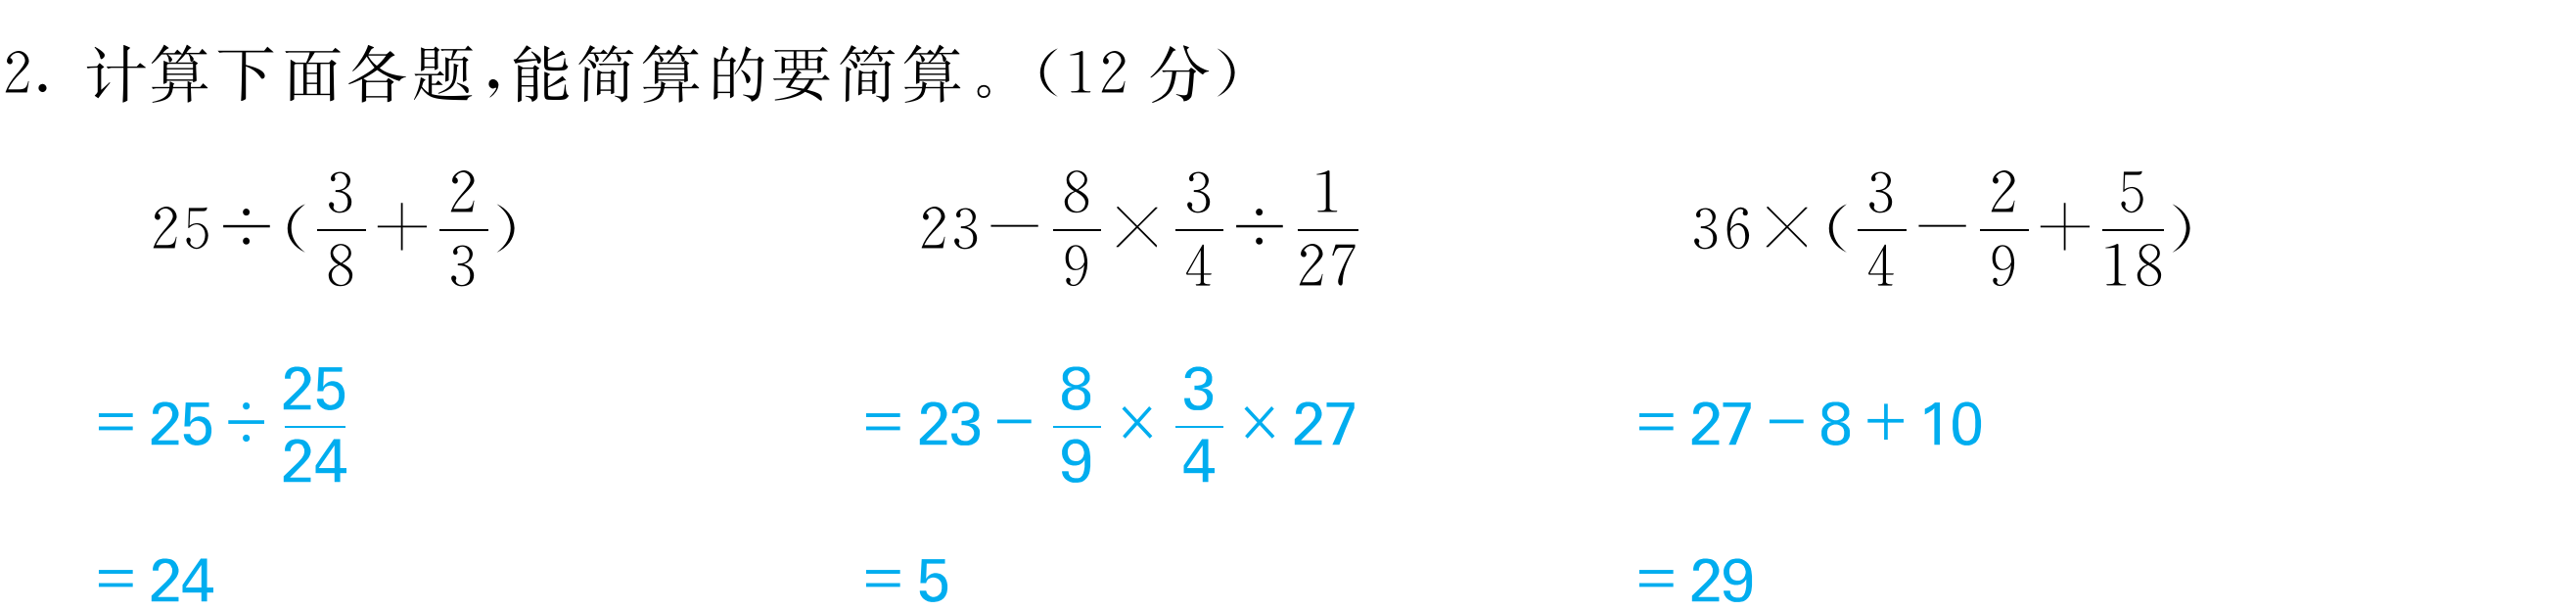 2. 计算下面各题,能简算的要简算。(12 分)
25÷(3/8+2/3) 23−8/9×3/4÷1/27 36×(3/4−2/9+5/18)
=25÷25/24 =23−8/9×3/4×27 =27−8+10
=24 =5 =29